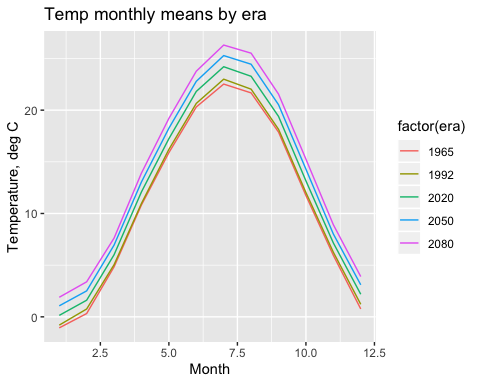 Temp monthly means by era
Temperature, deg C
20
10
0
2.5 5.0 7.5 10.0 12.5
Month
factor(era)
1965
1992
2020
2050
2080